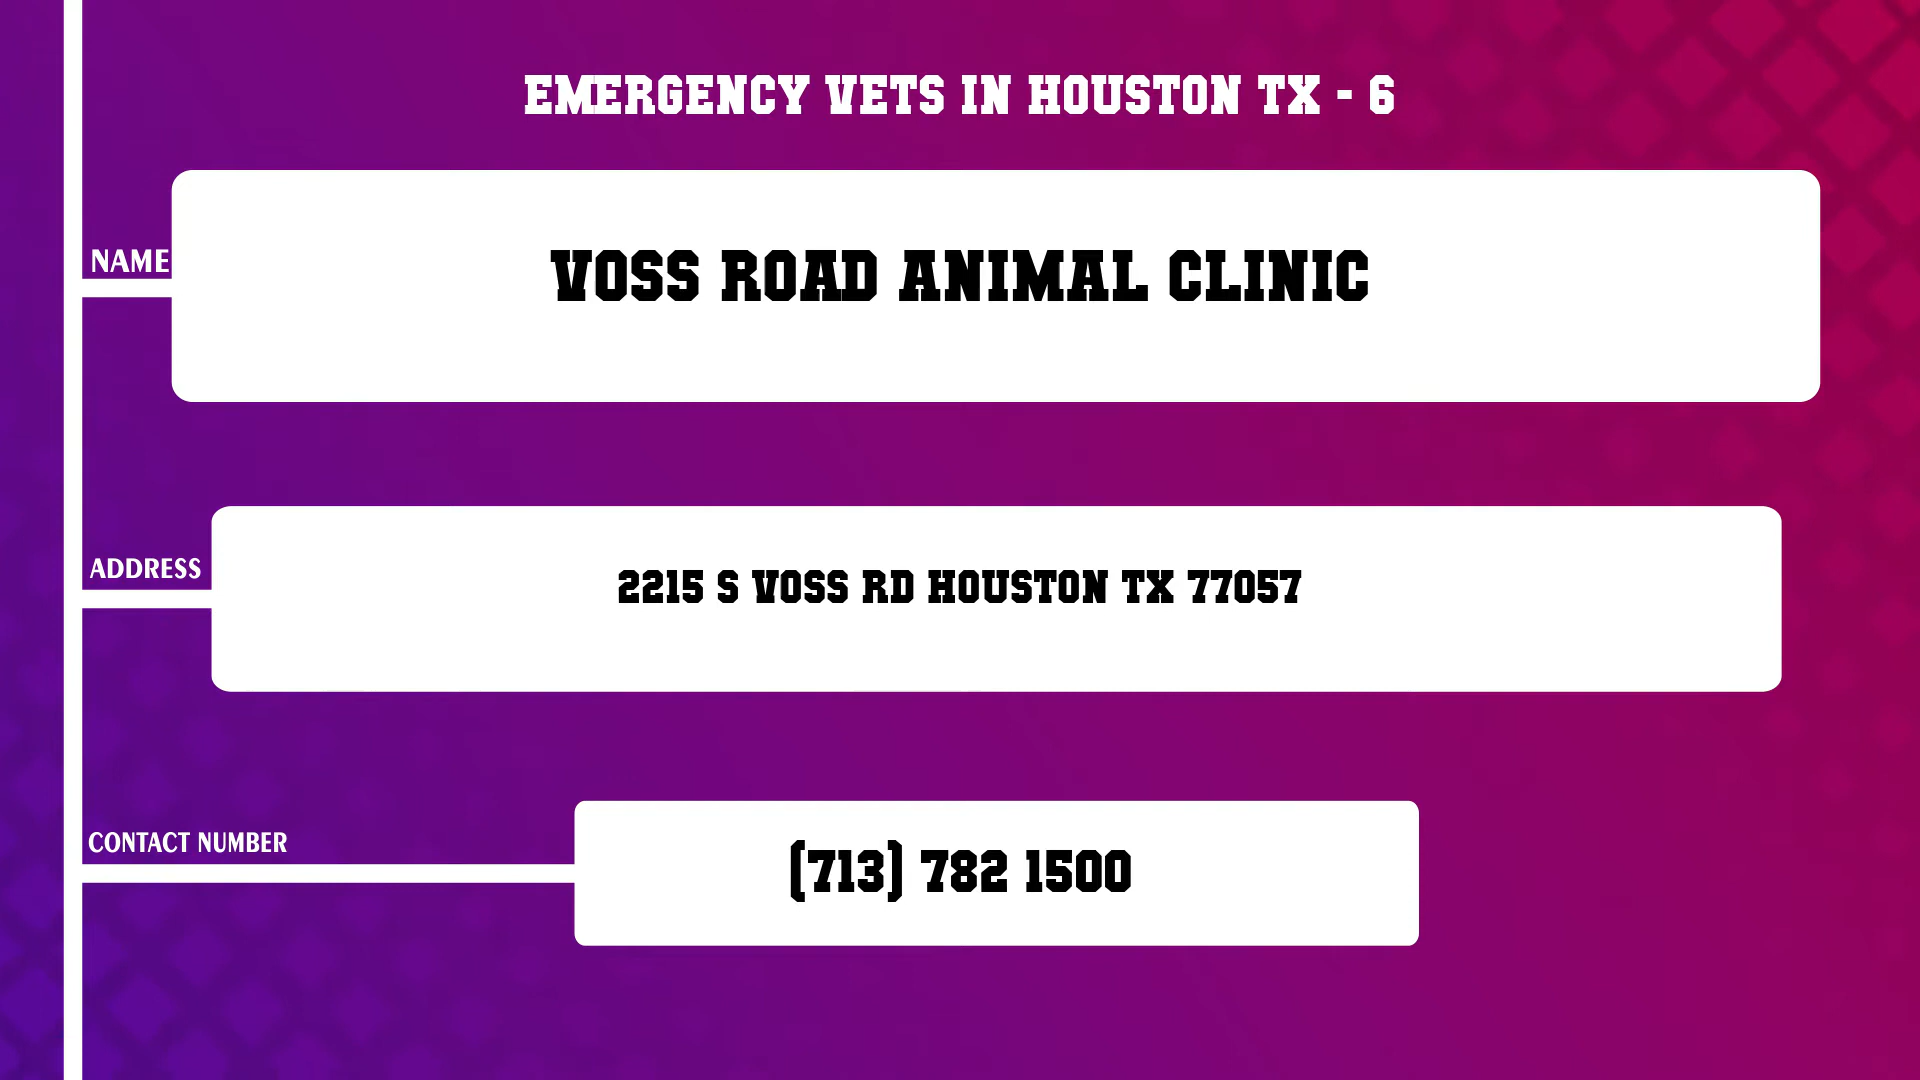 EMERGENCY VETS IN HOUSTON TX - 6
NAME
VOSS ROAD ANIMAL CLINIC
ADDRESS
2215 S VOSS RD HOUSTON TX 77057
CONTACT NUMBER
(713) 782 1500